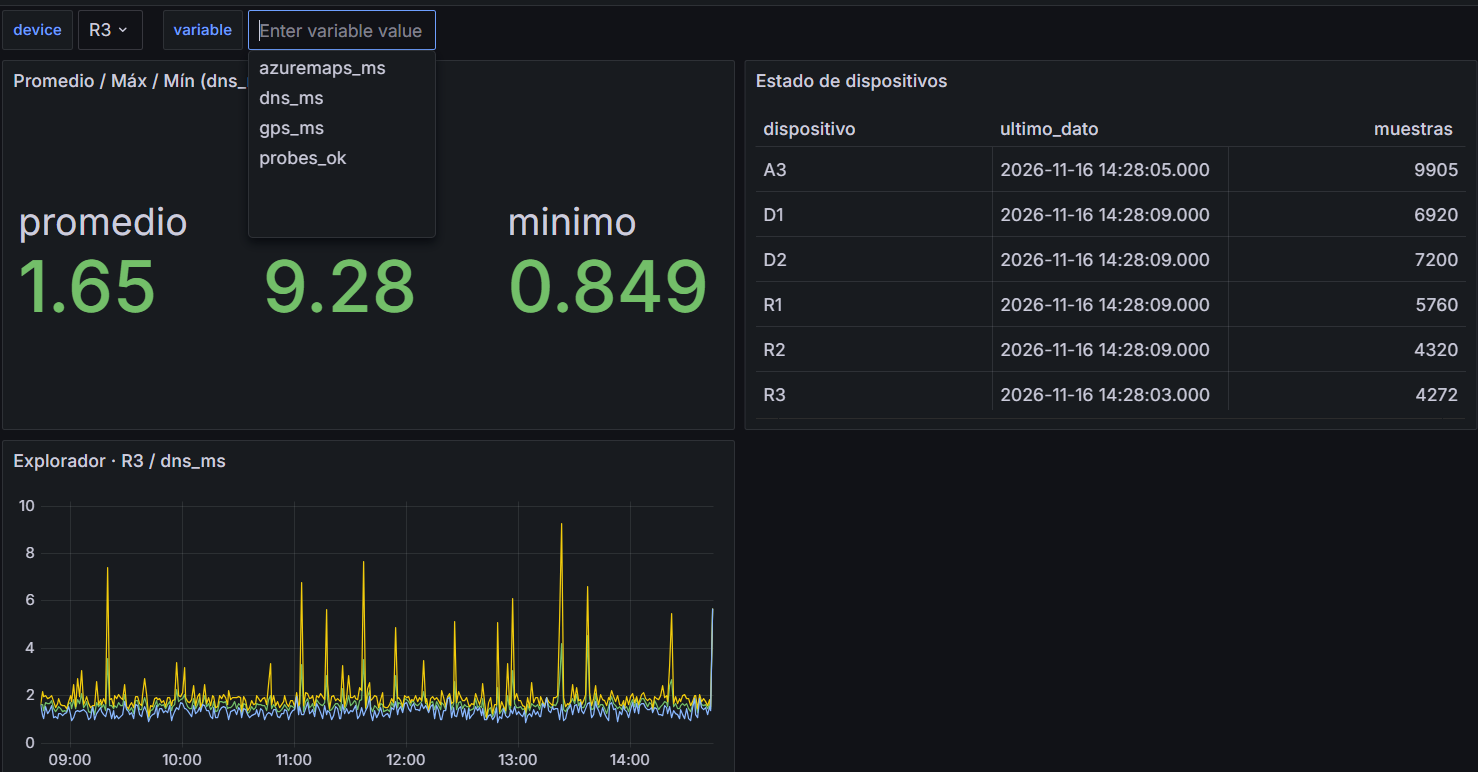 device R3 variable Enter variable value
azuremaps_ms
dns_ms
gps_ms
probes_ok
Promedio / Máx / Mín (dns_
promedio
minimo
1.65 9.28 0.849
Estado de dispositivos
dispositivo ultimo_dato muestras
A3 2026-11-16 14:28:05.000 9905
D1 2026-11-16 14:28:09.000 6920
D2 2026-11-16 14:28:09.000 7200
R1 2026-11-16 14:28:09.000 5760
R2 2026-11-16 14:28:09.000 4320
R3 2026-11-16 14:28:03.000 4272
Explorador · R3 / dns_ms
10
8
6
4
2
0
09:00 10:00 11:00 12:00 13:00 14:00